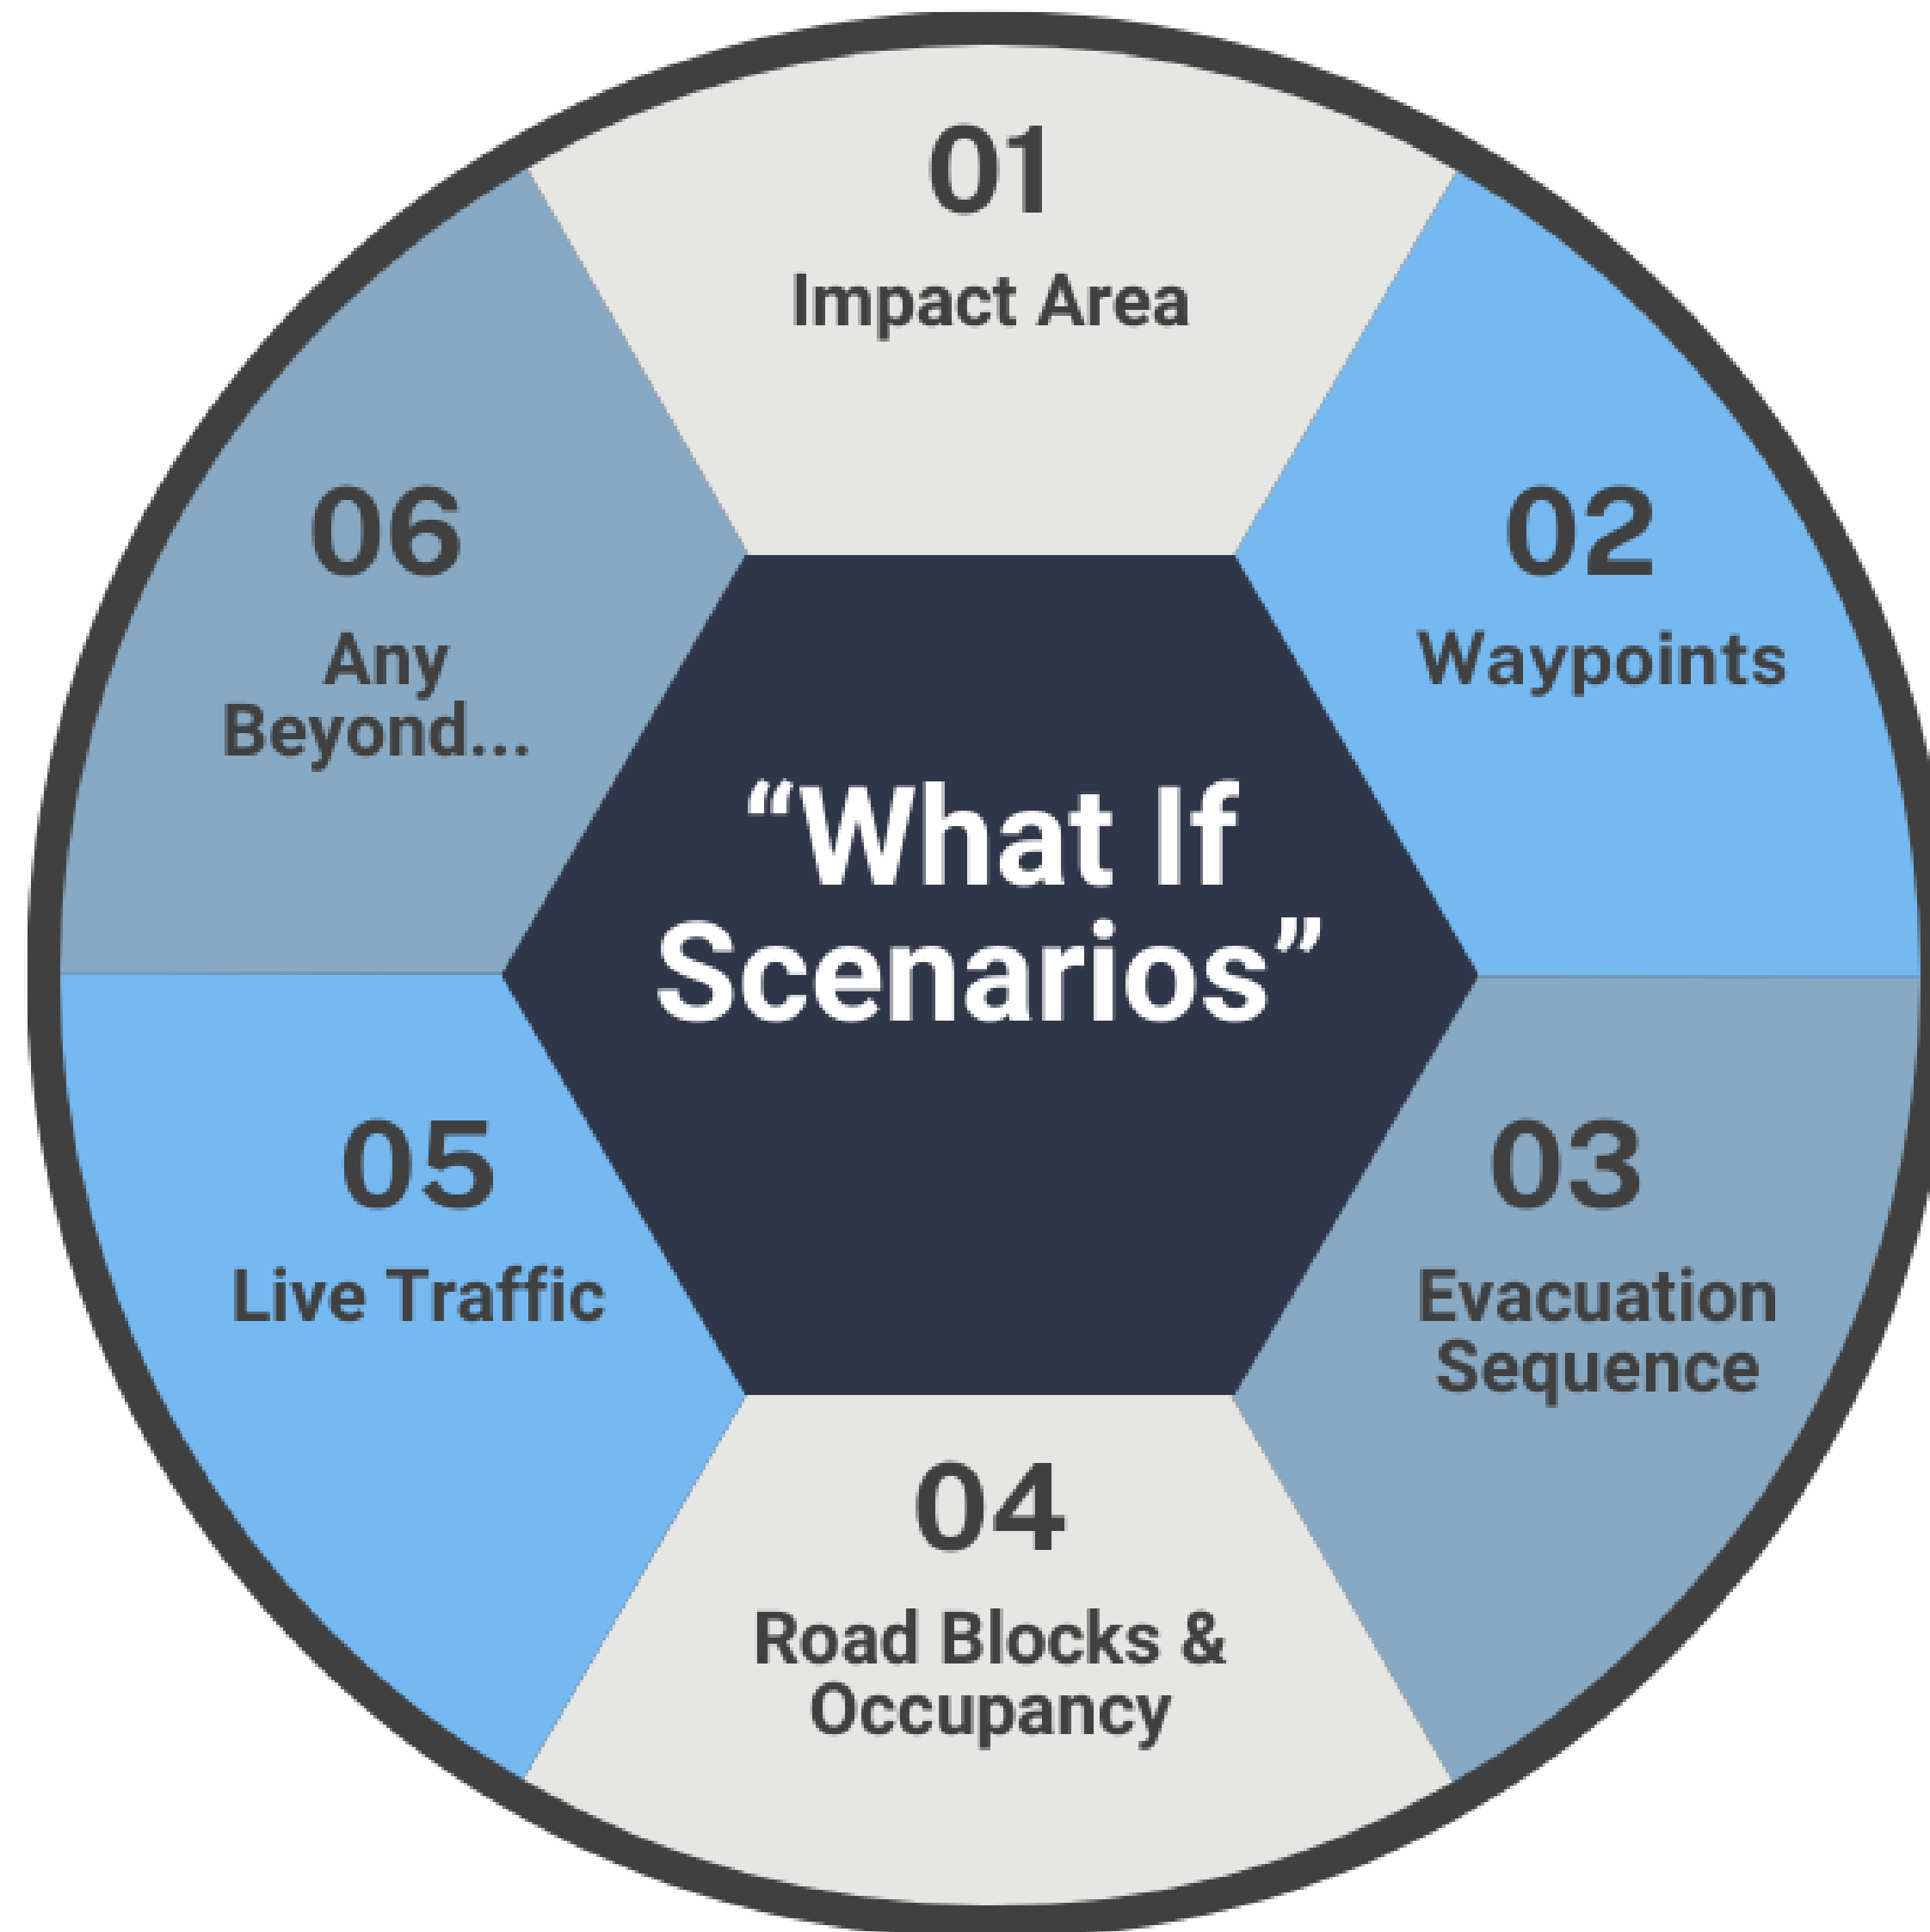 “What If
Scenarios”
01
Impact Area
02
Waypoints
03
Evacuation
Sequence
04
Road Blocks &
Occupancy
05
Live Traffic
06
Any
Beyond...